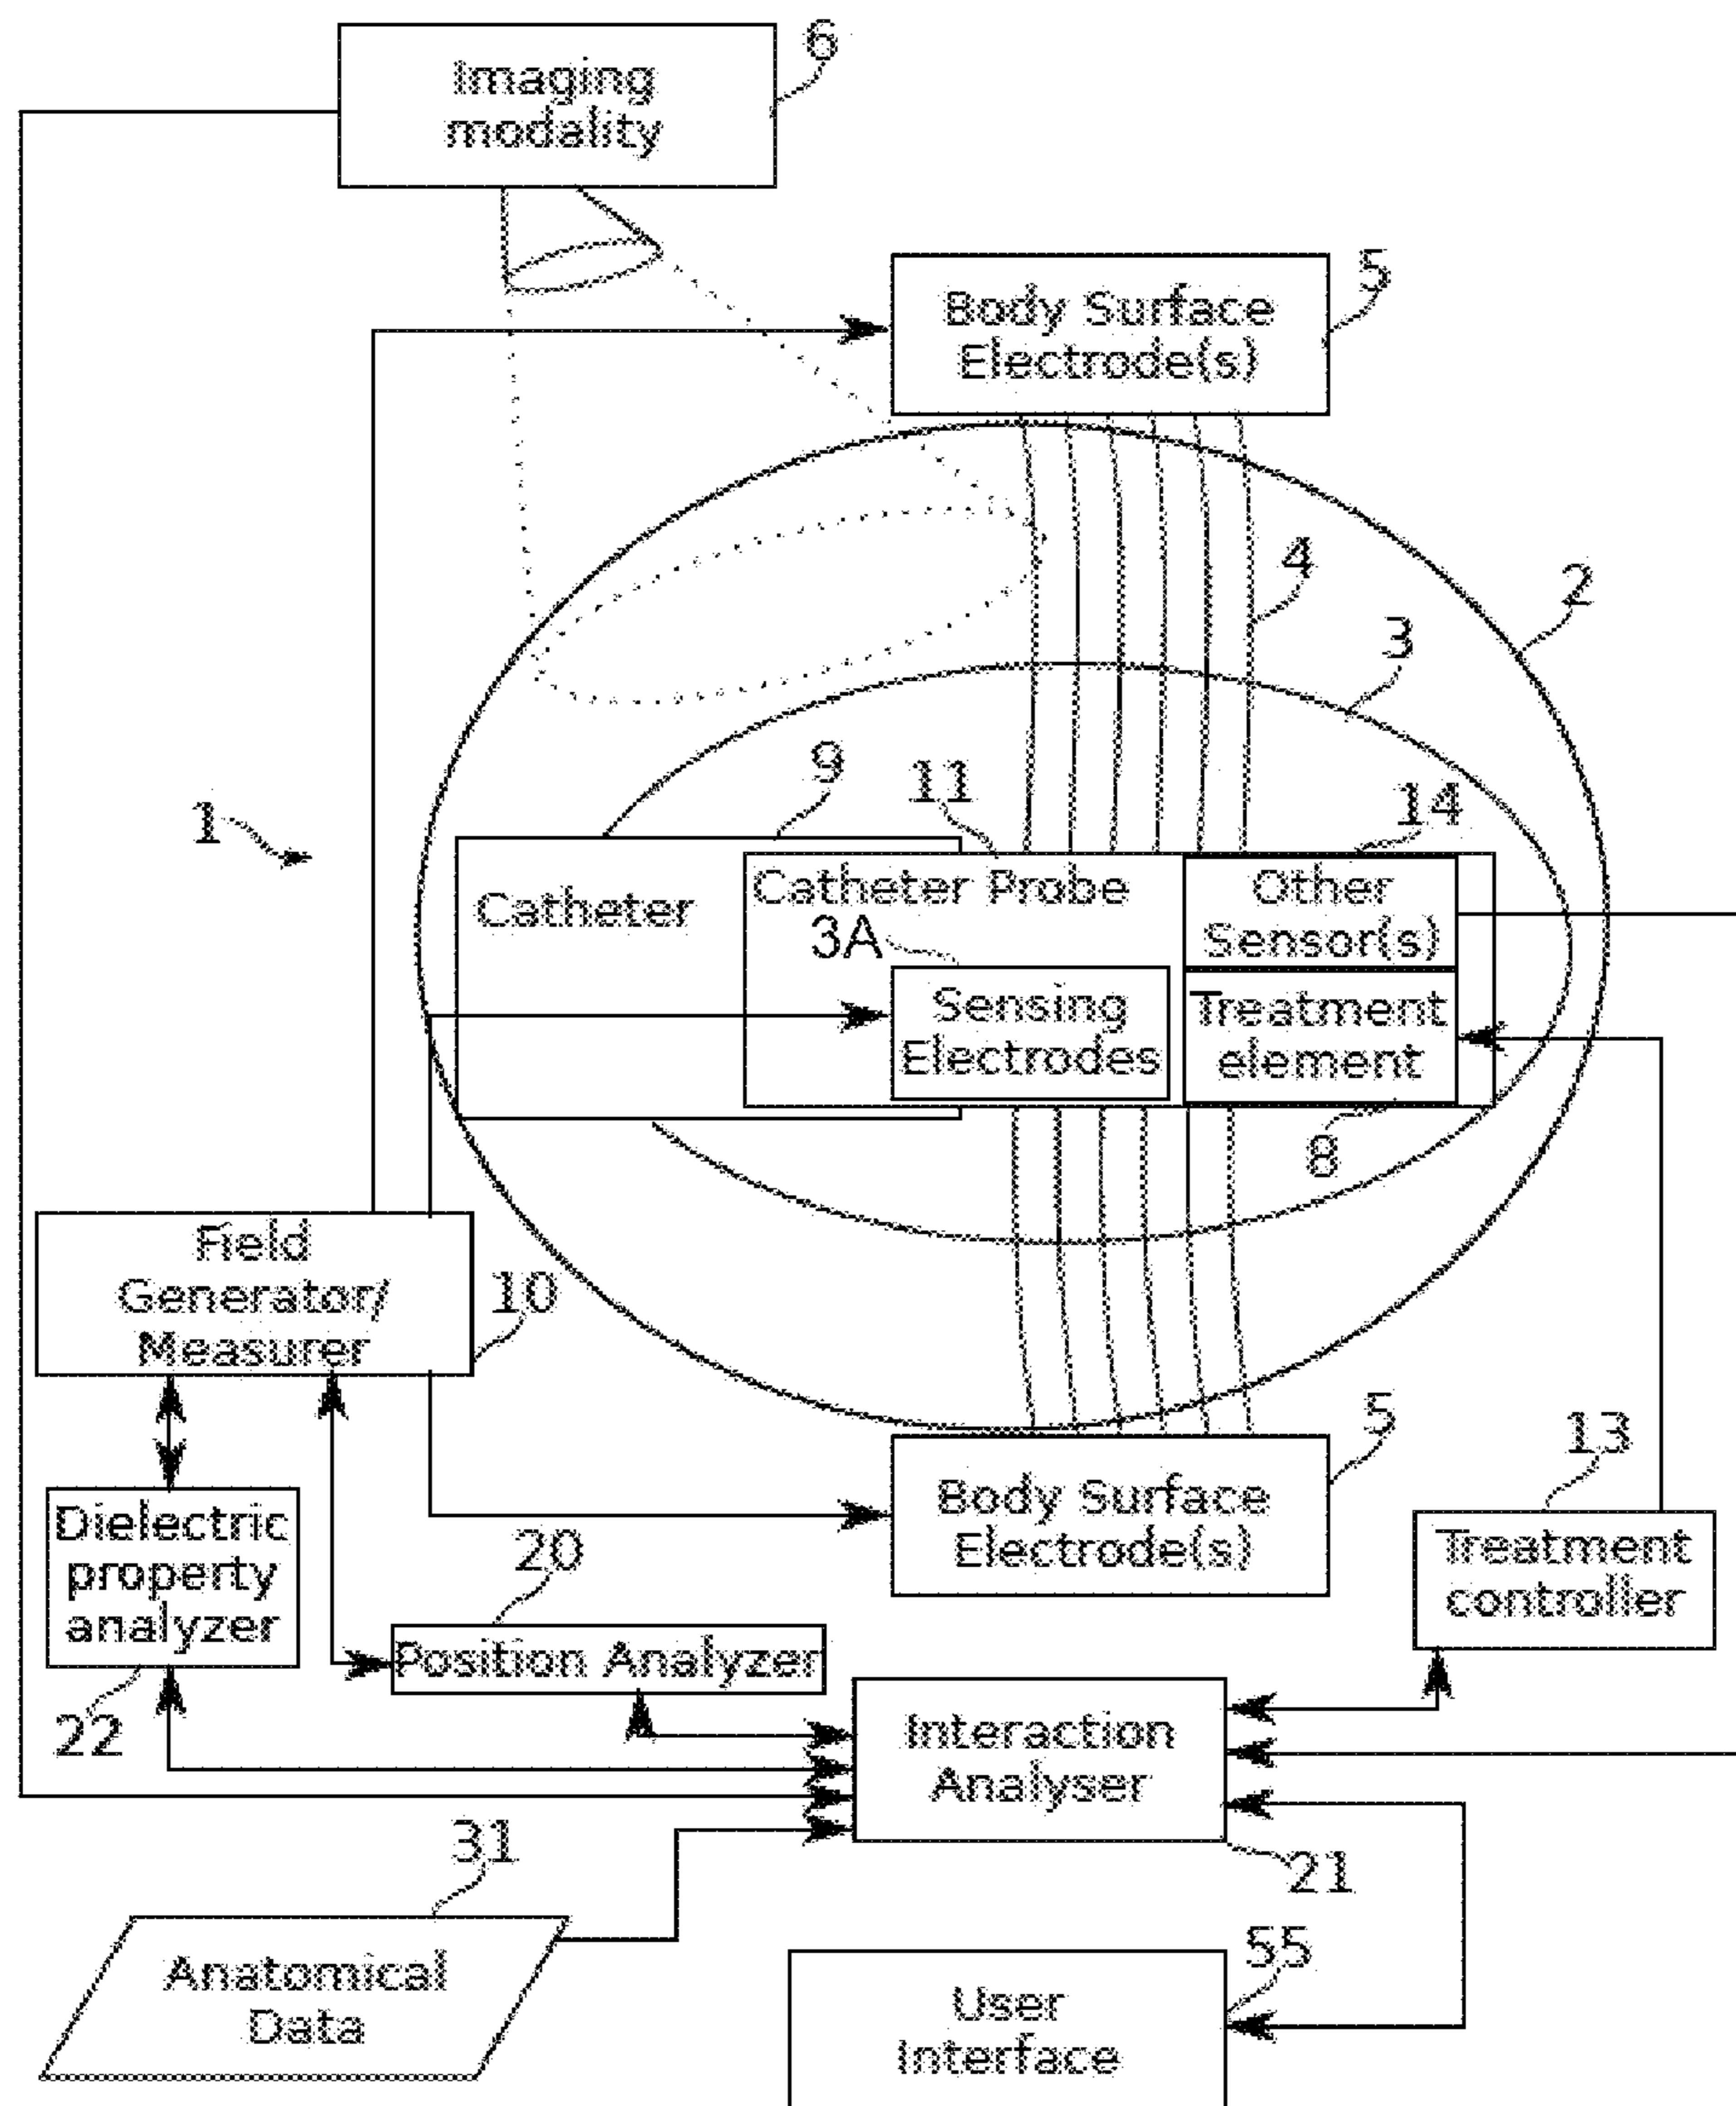 6
Imaging
modality
5
Body Surface
Electrode(s)
4
2
3
9
11
14
1
Catheter
Catheter Probe
Other
Sensor(s)
3A
Sensing
Electrodes
Treatment
element
8
Field
Generator/
Measurer
10
5
13
Body Surface
Electrode(s)
Dielectric
property
analyzer
20
Treatment
controller
Position Analyzer
22
Interaction
Analyser
31
21
Anatomical
Data
55
User
Interface